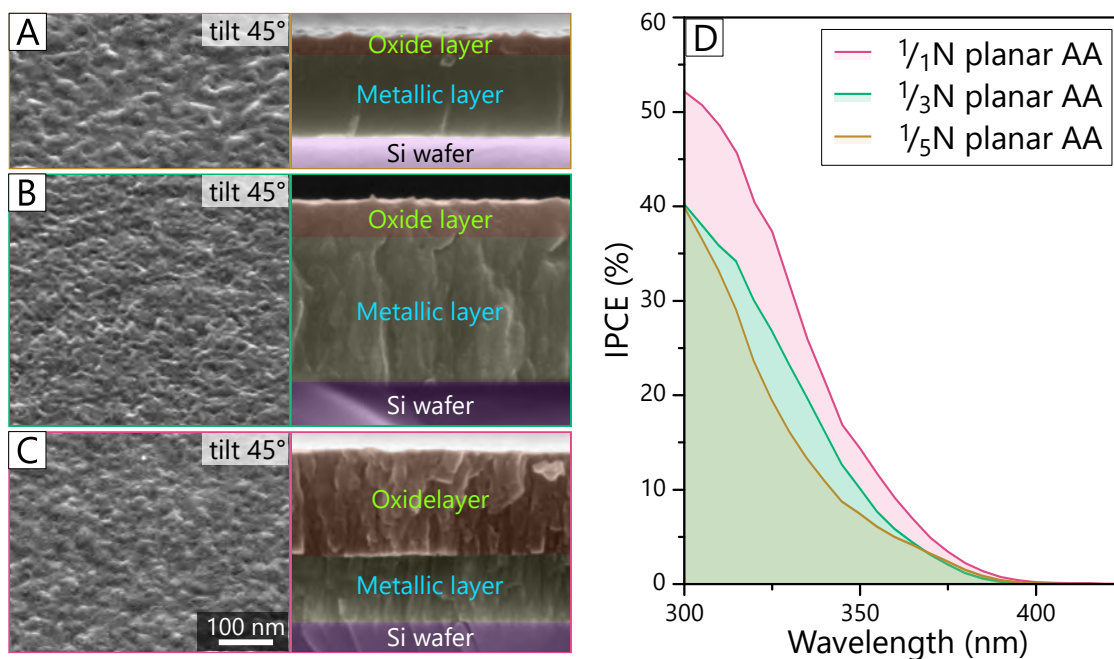 A
tilt 45°
Oxide layer
Metallic layer
Si wafer
B
tilt 45°
Oxide layer
Metallic layer
Si wafer
C
tilt 45°
Oxidelayer
Metallic layer
100 nm
Si wafer
D
¹/₁N planar AA
¹/₃N planar AA
¹/₅N planar AA
60
50
40
30
20
10
0
IPCE (%)
300
350
400
Wavelength (nm)